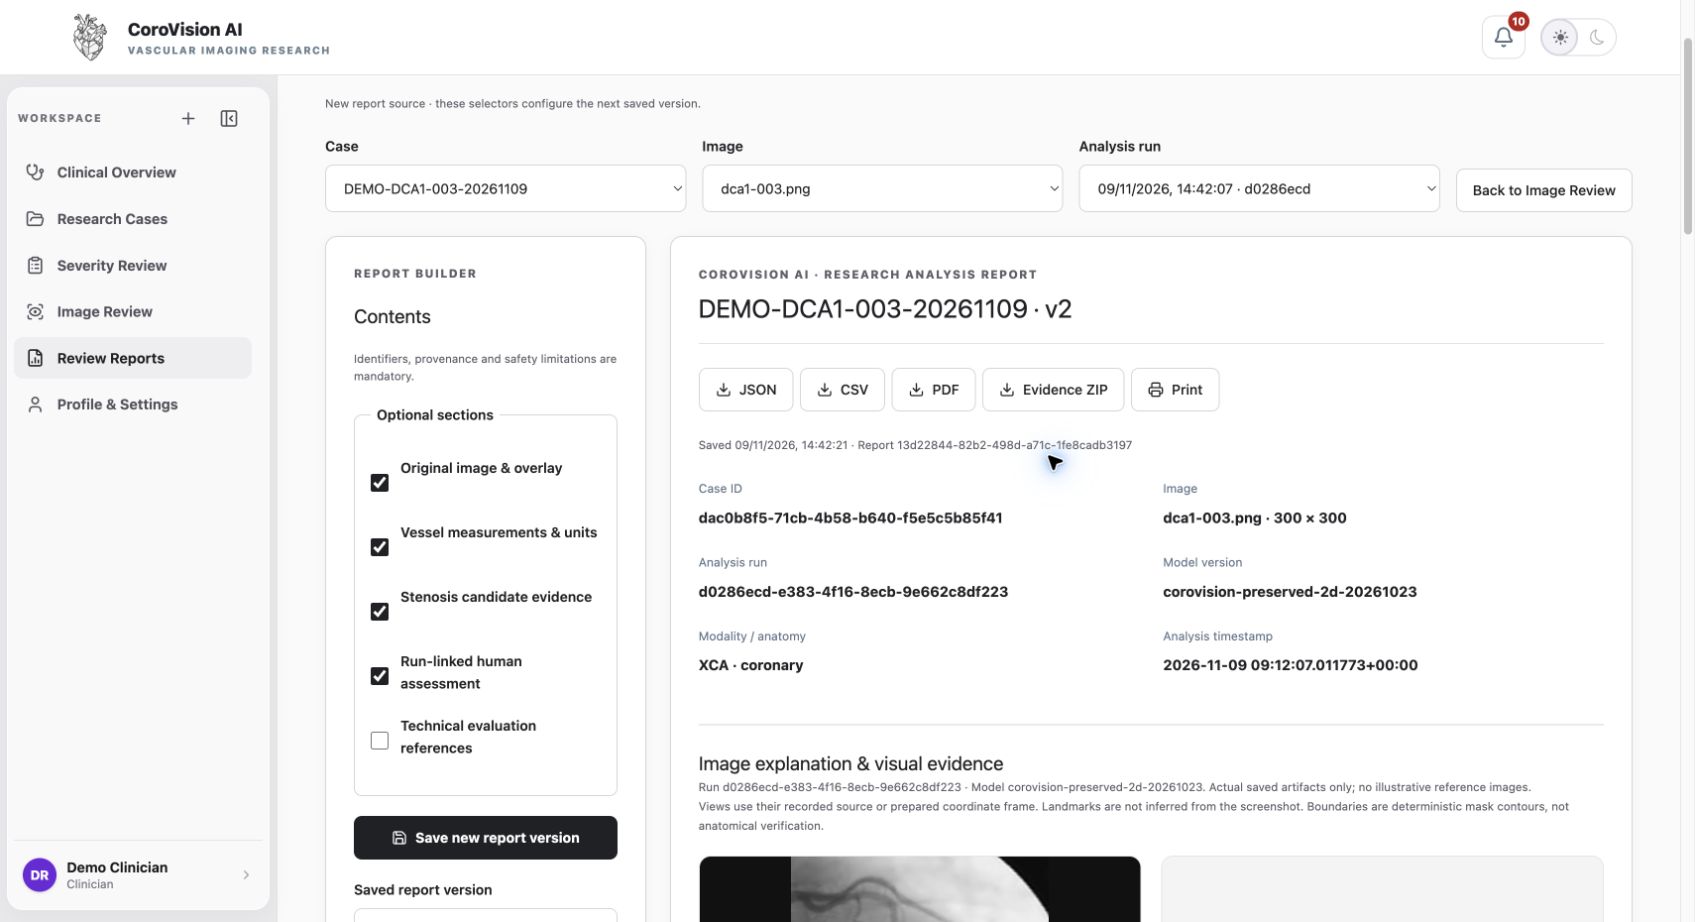 CoroVision AI
VASCULAR IMAGING RESEARCH
10
WORKSPACE
Clinical Overview
Research Cases
Severity Review
Image Review
Review Reports
Profile & Settings
DR
Demo Clinician
Clinician
New report source · these selectors configure the next saved version.
Case
DEMO-DCA1-003-20261109
Image
dca1-003.png
Analysis run
09/11/2026, 14:42:07 · d0286ecd
Back to Image Review
REPORT BUILDER
Contents
Identifiers, provenance and safety limitations are
mandatory.
Optional sections
Original image & overlay
Vessel measurements & units
Stenosis candidate evidence
Run-linked human
assessment
Technical evaluation
references
Save new report version
Saved report version
COROVISION AI · RESEARCH ANALYSIS REPORT
DEMO-DCA1-003-20261109 · v2
JSON
CSV
PDF
Evidence ZIP
Print
Saved 09/11/2026, 14:42:21 · Report 13d22844-82b2-498d-a71c-1fe8cadb3197
Case ID
dac0b8f5-71cb-4b58-b640-f5e5c5b85f41
Image
dca1-003.png · 300 × 300
Analysis run
d0286ecd-e383-4f16-8ecb-9e662c8df223
Model version
corovision-preserved-2d-20261023
Modality / anatomy
XCA · coronary
Analysis timestamp
2026-11-09 09:12:07.011773+00:00
Image explanation & visual evidence
Run d0286ecd-e383-4f16-8ecb-9e662c8df223 · Model corovision-preserved-2d-20261023. Actual saved artifacts only; no illustrative reference images.
Views use their recorded source or prepared coordinate frame. Landmarks are not inferred from the screenshot. Boundaries are deterministic mask contours, not
anatomical verification.